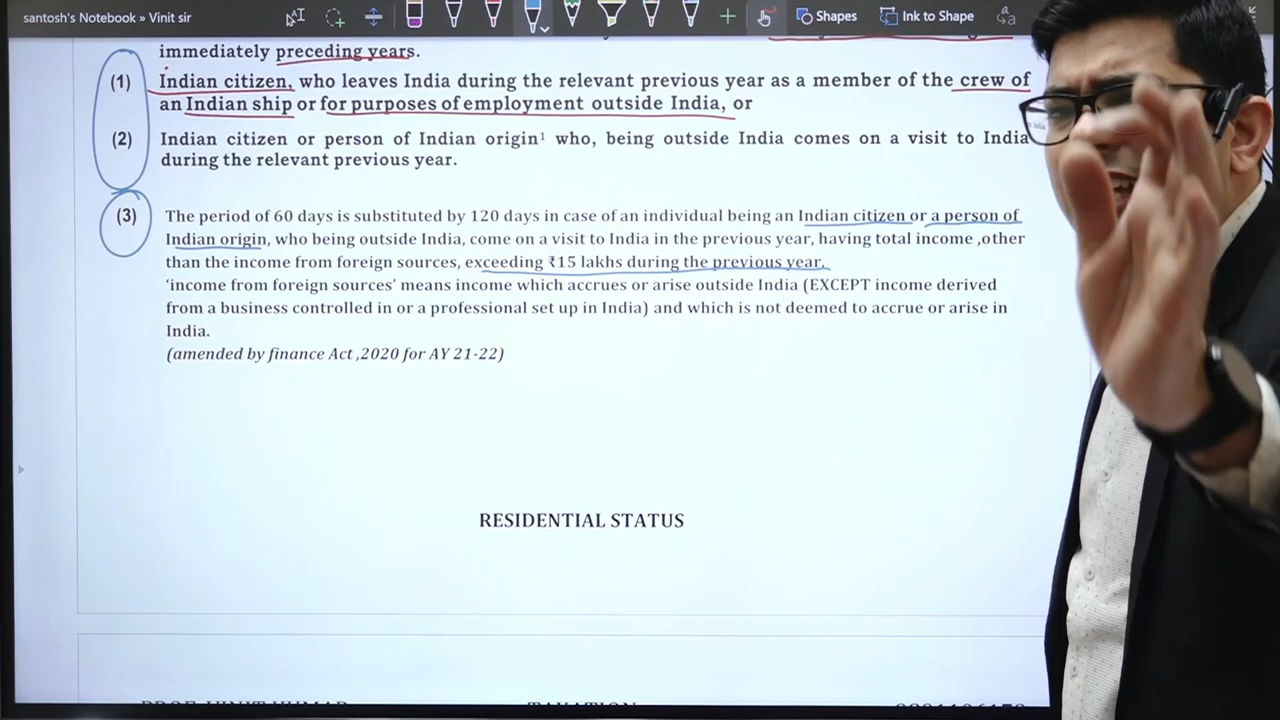 santosh's Notebook » Vinit sir
Shapes
Ink to Shape
immediately preceding years.
(1) Indian citizen, who leaves India during the relevant previous year as a member of the crew of
an Indian ship or for purposes of employment outside India, or
(2) Indian citizen or person of Indian origin¹ who, being outside India comes on a visit to India
during the relevant previous year.
(3) The period of 60 days is substituted by 120 days in case of an individual being an Indian citizen or a person of
Indian origin, who being outside India, come on a visit to India in the previous year, having total income ,other
than the income from foreign sources, exceeding ₹15 lakhs during the previous year.
‘income from foreign sources’ means income which accrues or arise outside India (EXCEPT income derived
from a business controlled in or a professional set up in India) and which is not deemed to accrue or arise in
India.
(amended by finance Act ,2020 for AY 21-22)
RESIDENTIAL STATUS